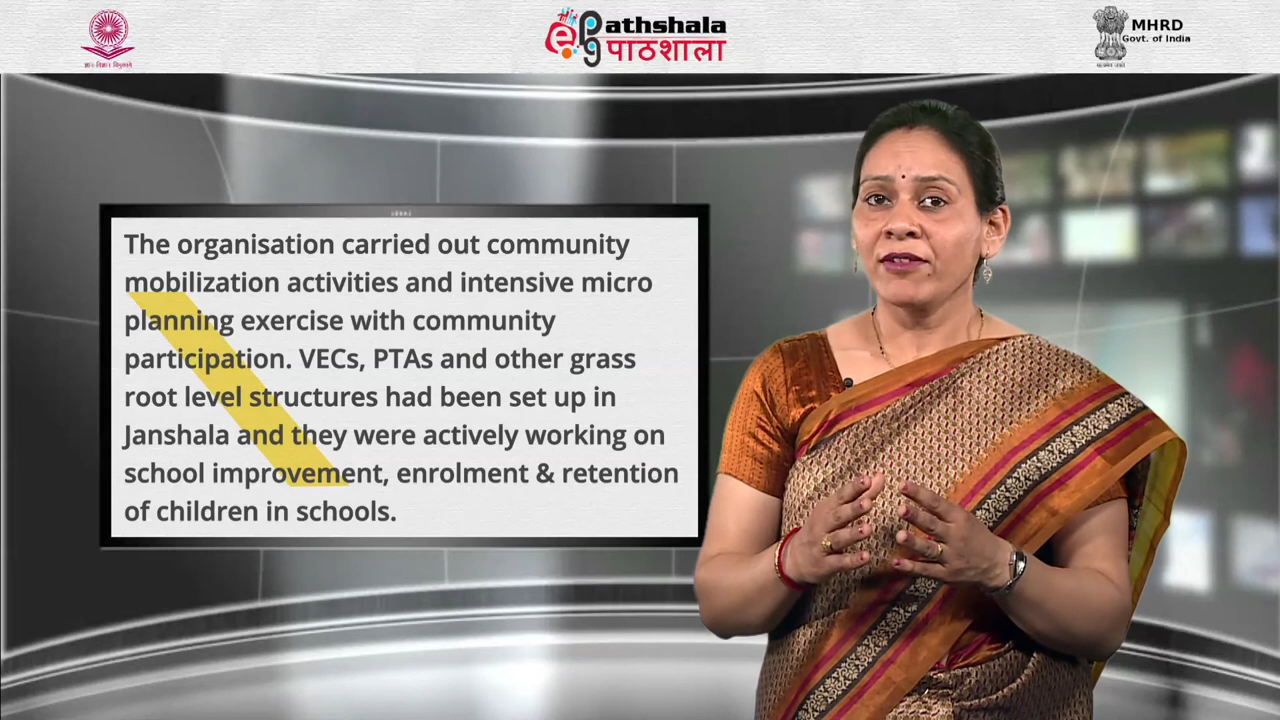 Pathshala
पाठशाला
MHRD
Govt. of India
The organisation carried out community
mobilization activities and intensive micro
planning exercise with community
participation. VECs, PTAs and other grass
root level structures had been set up in
Janshala and they were actively working on
school improvement, enrolment & retention
of children in schools.